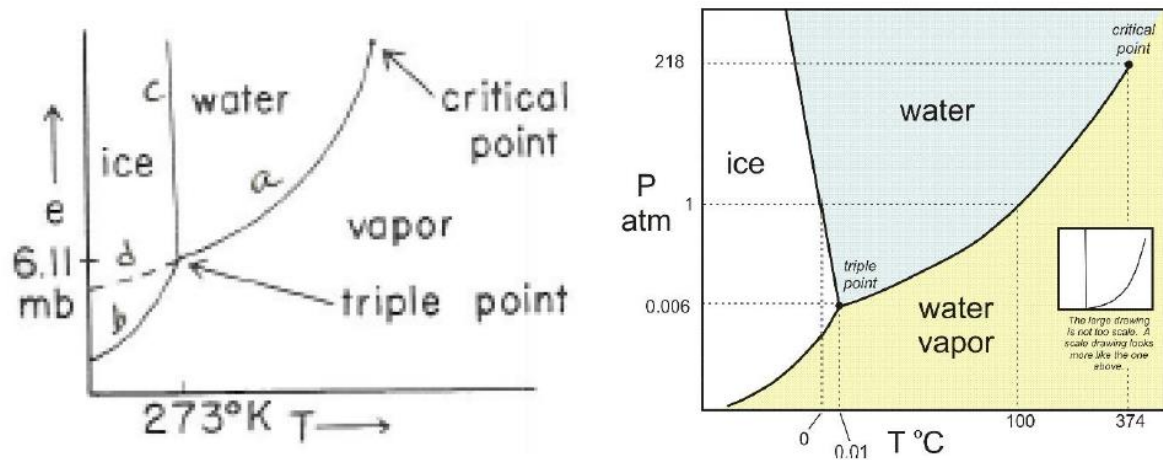 c
water
critical
point
ice
a
e
vapor
6.11
mb
d
b
triple point
273°K T
critical
point
218
water
ice
P
atm
1
triple
point
0.006
water
vapor
The large drawing
is not too scale. A
scale drawing looks
more like the one
above.
0
0.01
T °C
100
374